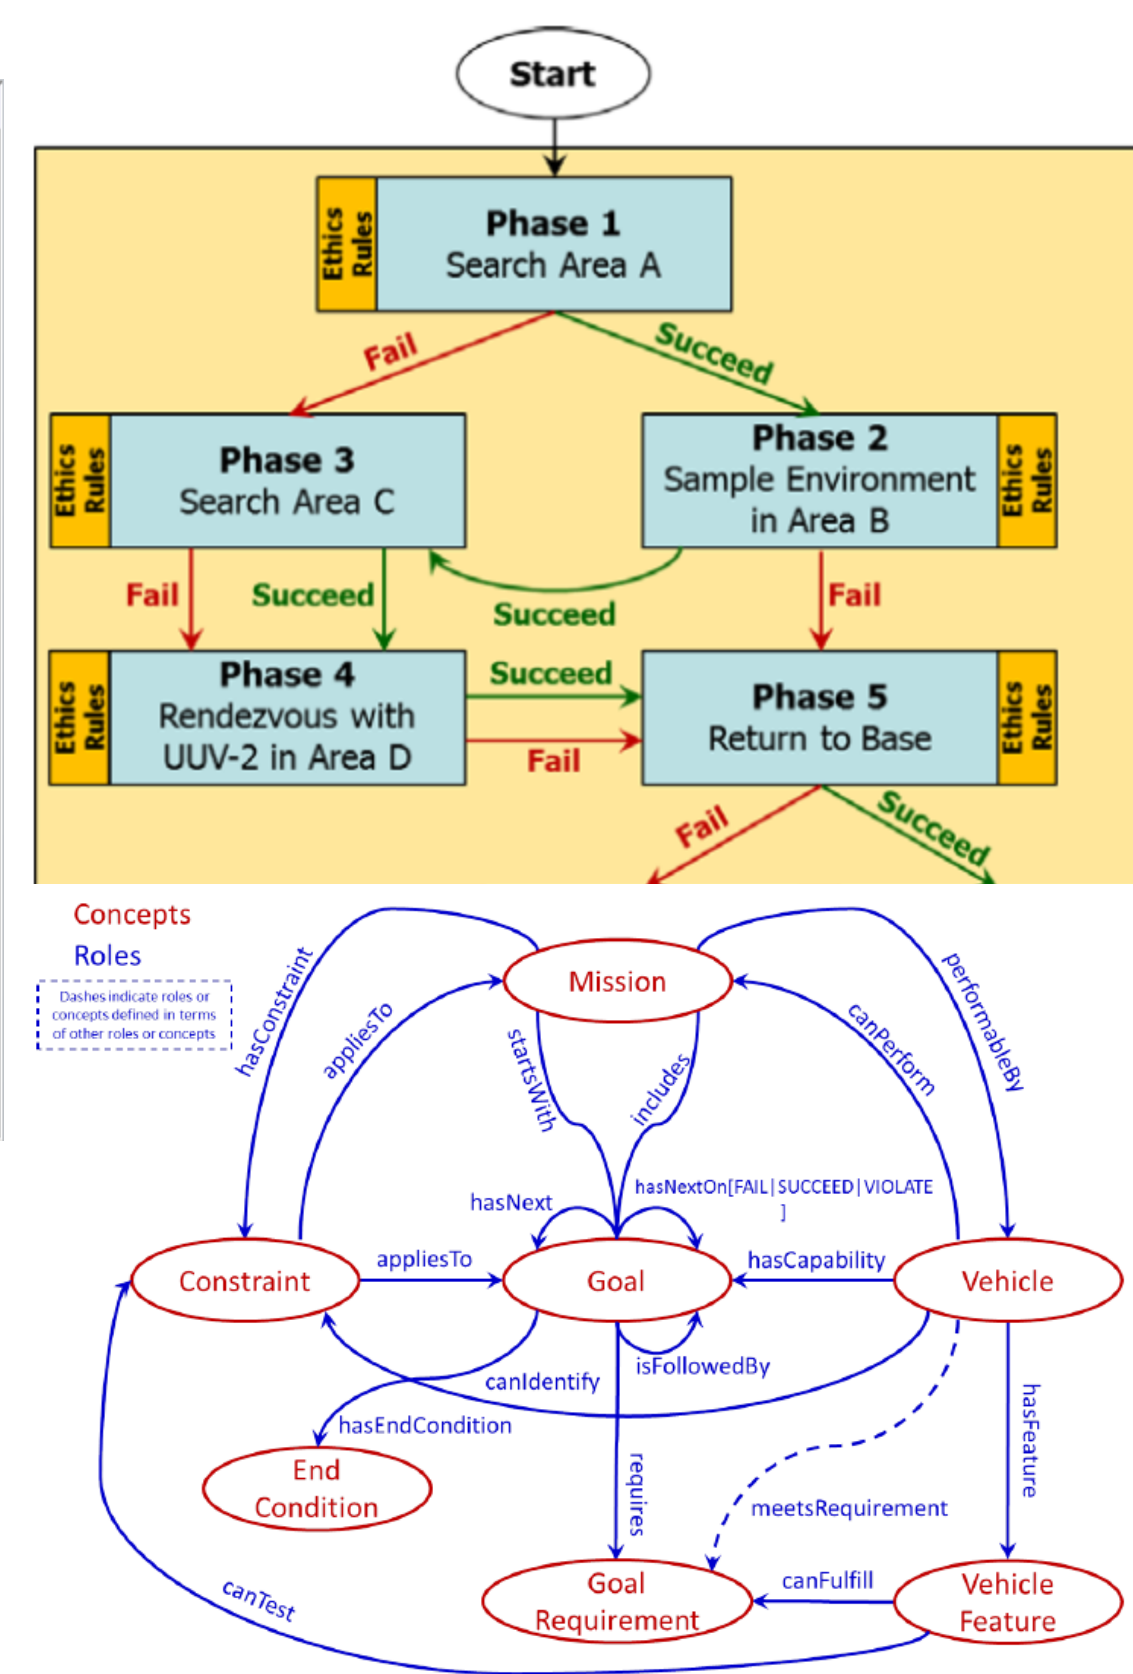 Start
Ethics
Rules
Phase 1
Search Area A
Fail
Succeed
Ethics
Rules
Phase 3
Search Area C
Phase 2
Sample Environment
in Area B
Ethics
Rules
Fail
Succeed
Succeed
Fail
Ethics
Rules
Phase 4
Rendezvous with
UUV-2 in Area D
Succeed
Fail
Phase 5
Return to Base
Ethics
Rules
Fail
Succeed
Concepts
Roles
Dashes indicate roles or
concepts defined in terms
of other roles or concepts
hasConstraint
appliesTo
Mission
startsWith
includes
canPerform
performableBy
hasNext
hasNextOn[FAIL|SUCCEED|VIOLATE
]
Constraint
appliesTo
Goal
hasCapability
Vehicle
canIdentify
isFollowedBy
hasEndCondition
hasFeature
End
Condition
requires
meetsRequirement
canTest
Goal
Requirement
canFulfill
Vehicle
Feature